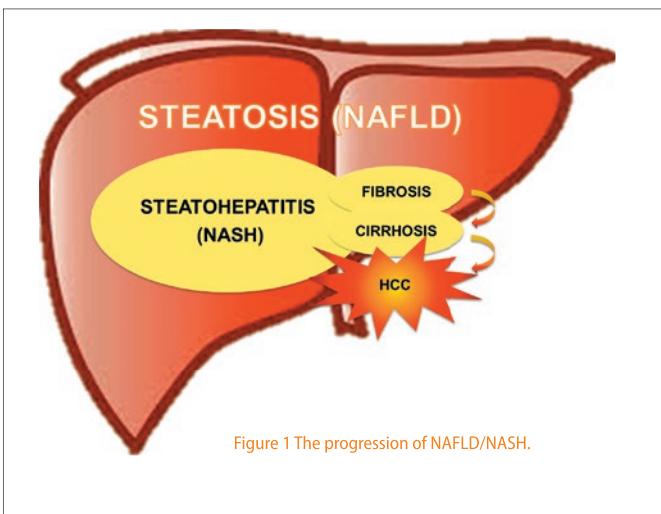 STEATOSIS (NAFLD)
STEATOHEPATITIS
(NASH)
FIBROSIS
CIRRHOSIS
HCC
Figure 1 The progression of NAFLD/NASH.